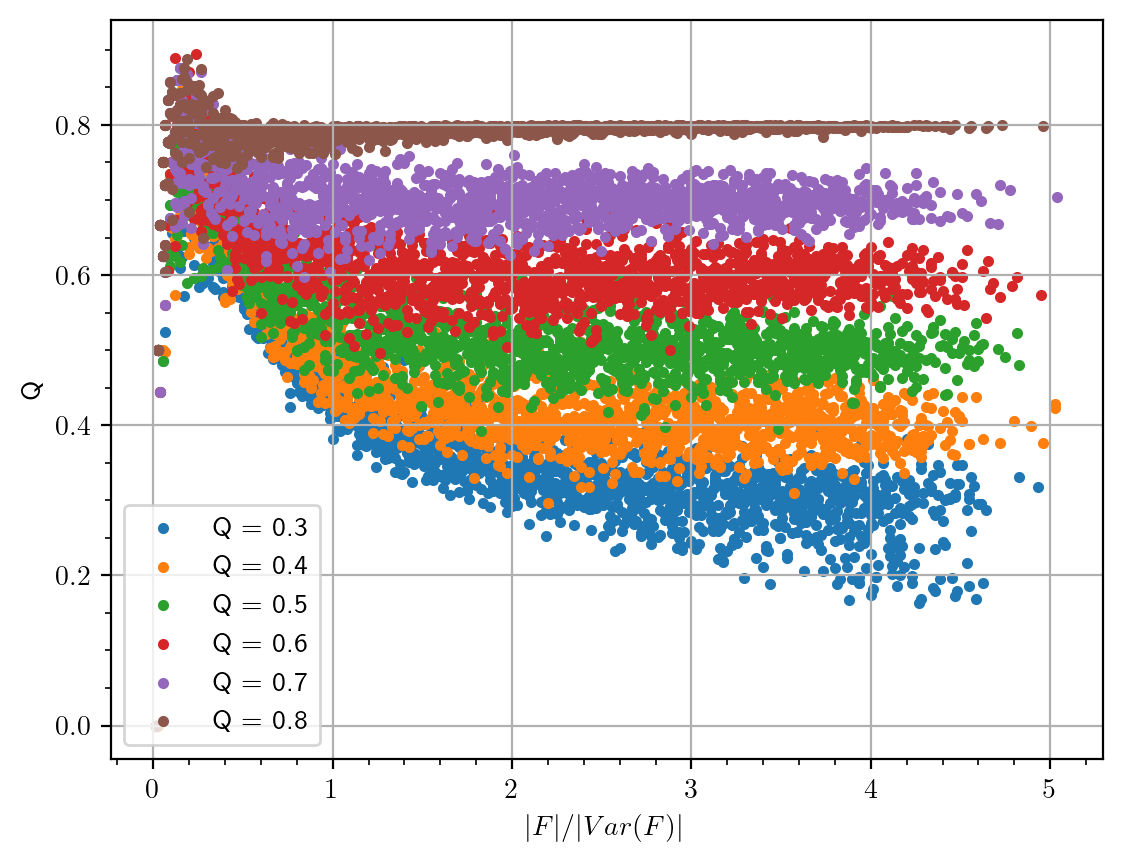 0.8
0.6
0.4
0.2
0.0
Q
Q = 0.3
Q = 0.4
Q = 0.5
Q = 0.6
Q = 0.7
Q = 0.8
0 1 2 3 4 5
|F|/|Var(F)|